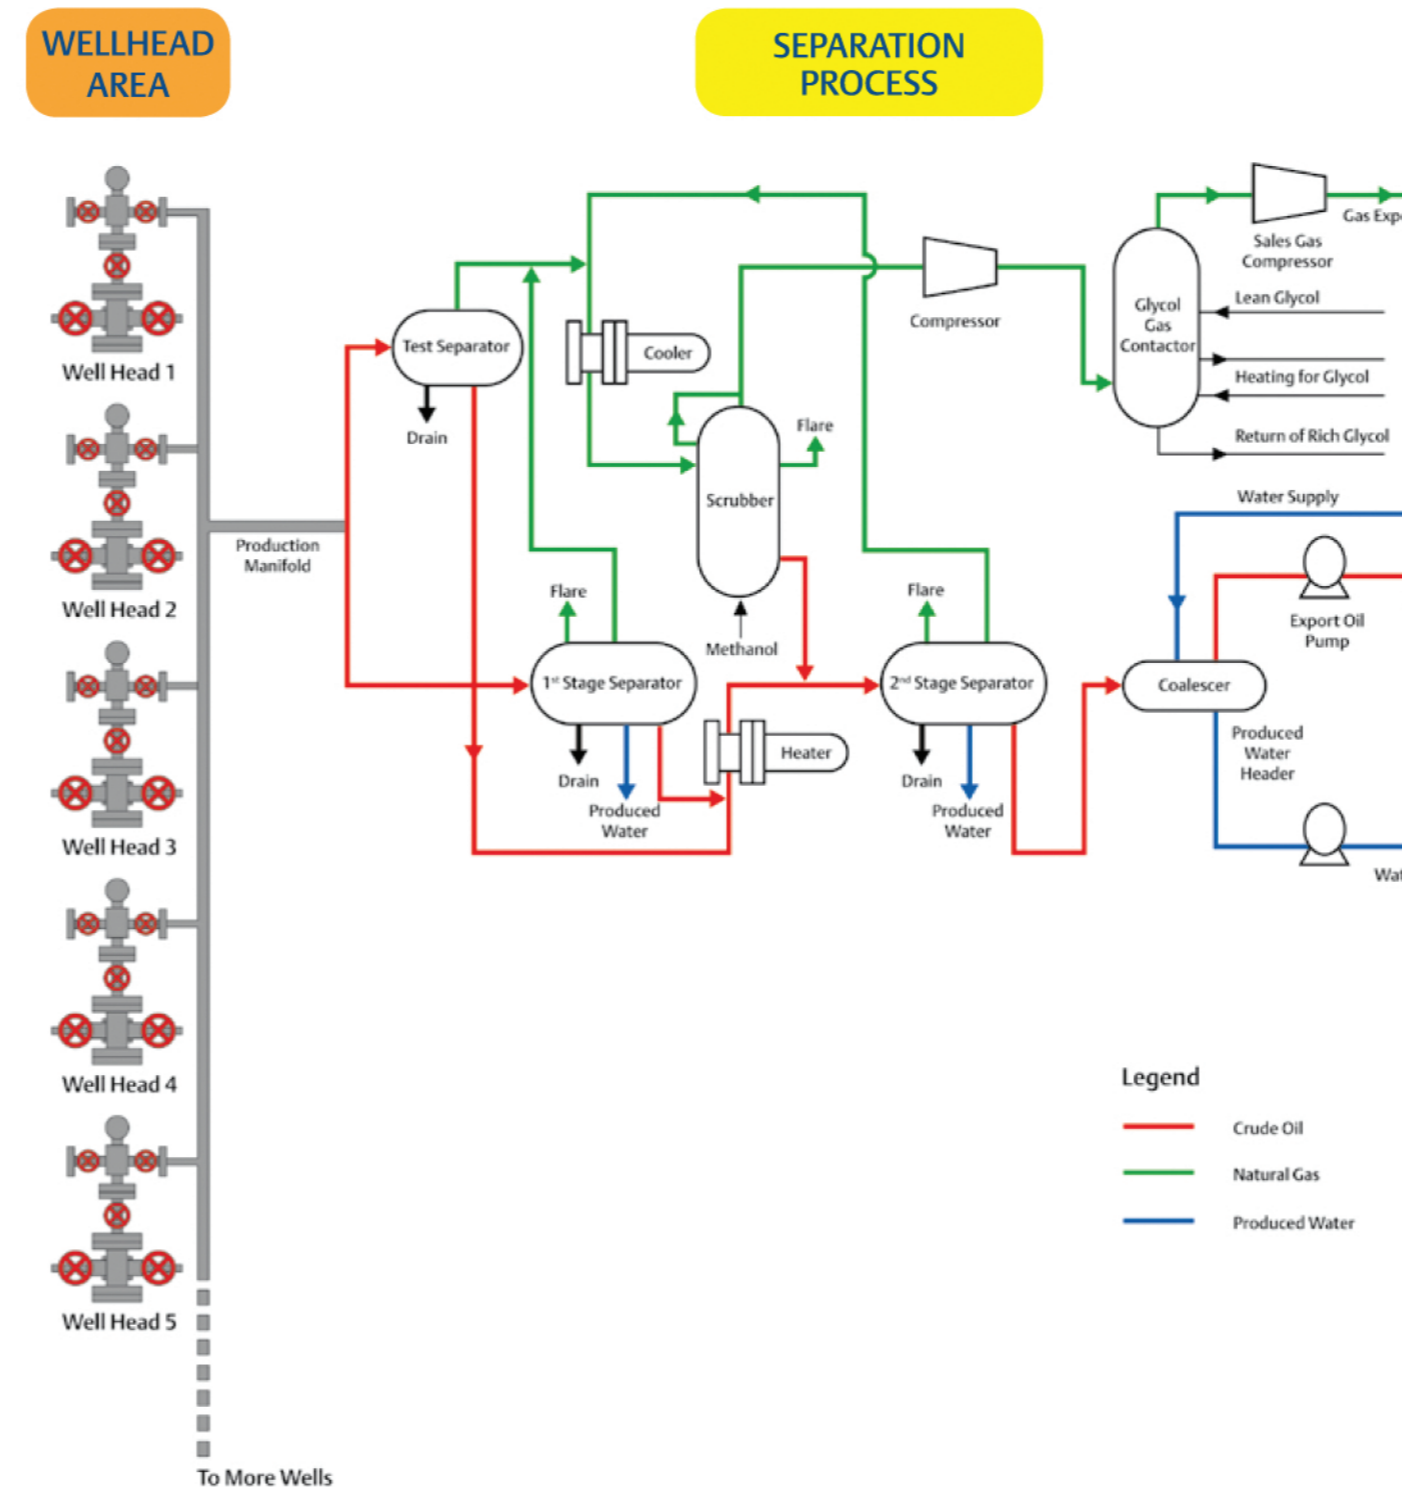 WELLHEAD
AREA
SEPARATION
PROCESS
Well Head 1
Well Head 2
Well Head 3
Well Head 4
Well Head 5
To More Wells
Production
Manifold
Test Separator
Drain
Cooler
Scrubber
Flare
Methanol
Compressor
Flare
1st Stage Separator
Drain
Produced
Water
Heater
Flare
2nd Stage Separator
Drain
Produced
Water
Glycol
Gas
Contactor
Sales Gas
Compressor
Gas Exp
Lean Glycol
Heating for Glycol
Return of Rich Glycol
Water Supply
Export Oil
Pump
Coalescer
Produced
Water
Header
Wat
Legend
Crude Oil
Natural Gas
Produced Water